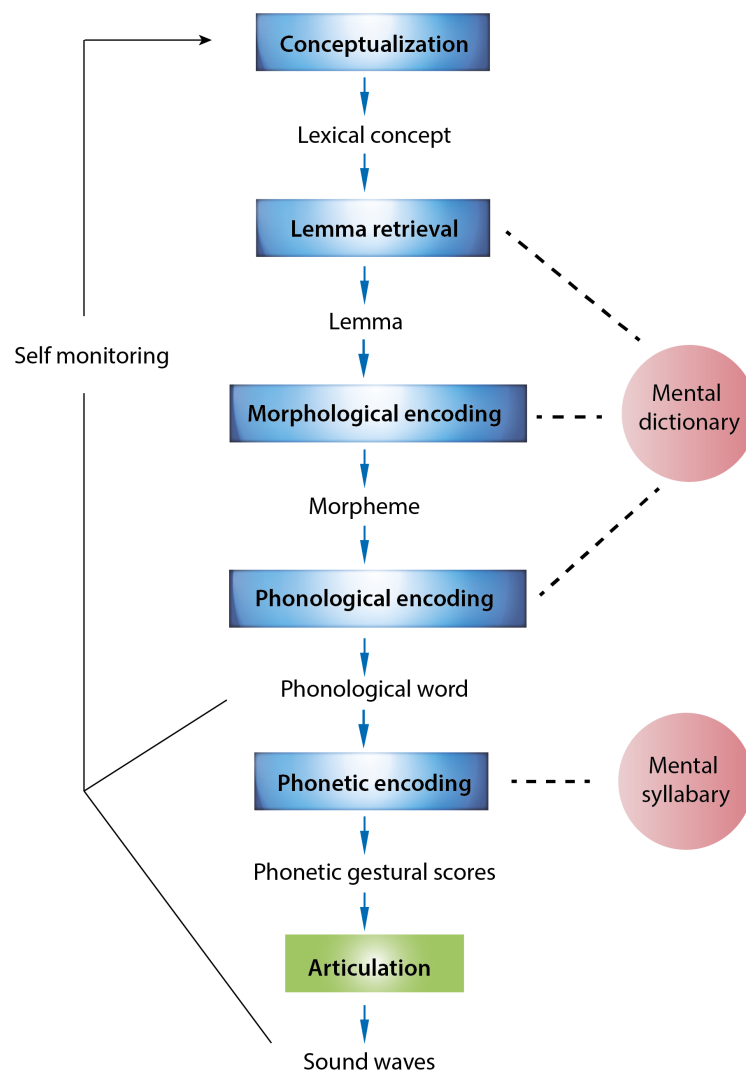 Conceptualization
Lexical concept
Lemma retrieval
Lemma
Self monitoring
Mental
dictionary
Morphological encoding
Morpheme
Phonological encoding
Phonological word
Mental
syllabary
Phonetic encoding
Phonetic gestural scores
Articulation
Sound waves